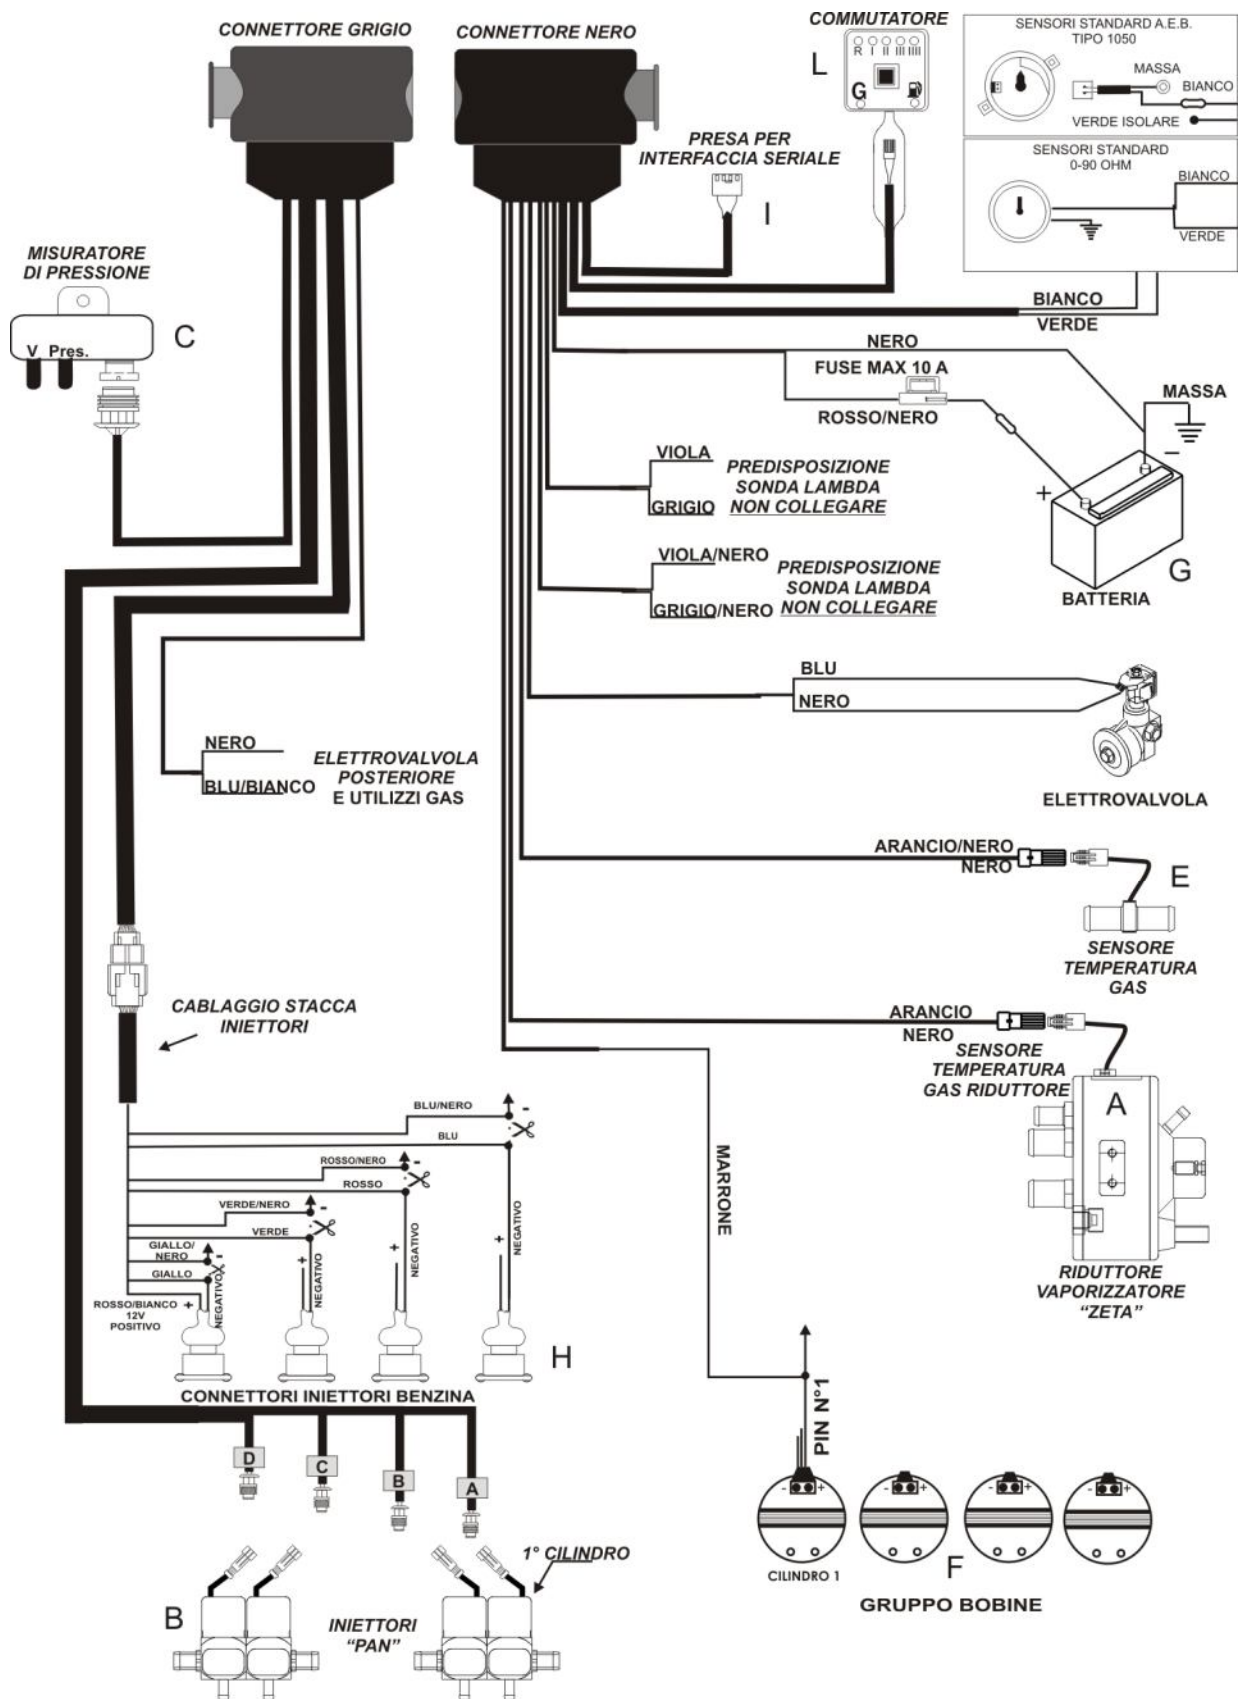 CONNETTORE GRIGIO
CONNETTORE NERO
COMMUTATORE
L
R I II III IIII
G
SENSORI STANDARD A.E.B.
TIPO 1050
MASSA
BIANCO
VERDE ISOLARE
SENSORI STANDARD
0-90 OHM
BIANCO
VERDE
PRESA PER
INTERFACCIA SERIALE
I
MISURATORE
DI PRESSIONE
V Pres.
C
BIANCO
VERDE
NERO
FUSE MAX 10 A
ROSSO/NERO
MASSA
-
+
G
BATTERIA
VIOLA
GRIGIO
PREDISPOSIZIONE
SONDA LAMBDA
NON COLLEGARE
VIOLA/NERO
GRIGIO/NERO
PREDISPOSIZIONE
SONDA LAMBDA
NON COLLEGARE
BLU
NERO
ELETTROVALVOLA
NERO
BLU/BIANCO
ELETTROVALVOLA
POSTERIORE
E UTILIZZI GAS
ARANCIO/NERO
NERO
E
SENSORE
TEMPERATURA
GAS
CABLAGGIO STACCA
INIETTORI
ARANCIO
NERO
SENSORE
TEMPERATURA
GAS RIDUTTORE
A
RIDUTTORE
VAPORIZZATORE
“ZETA”
BLU/NERO
-
BLU
ROSSO/NERO
-
ROSSO
VERDE/NERO
-
VERDE
GIALLO/
NERO
-
GIALLO
ROSSO/BIANCO
12V
POSITIVO
+
NEGATIVO
+
NEGATIVO
+
NEGATIVO
+
NEGATIVO
H
MARRONE
CONNETTORI INIETTORI BENZINA
D
C
B
A
PIN N°1
- +
- +
- +
- +
CILINDRO 1
F
GRUPPO BOBINE
1° CILINDRO
B
INIETTORI
“PAN”